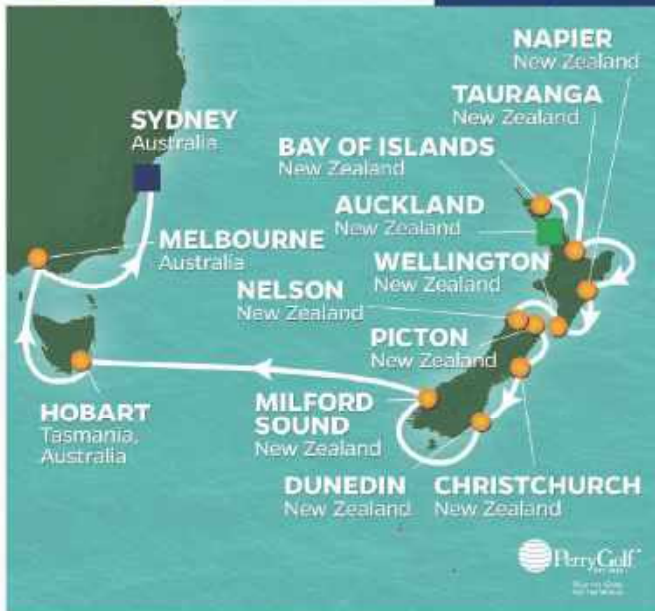 NAPIER
New Zealand
TAURANGA
New Zealand
SYDNEY
Australia
BAY OF ISLANDS
New Zealand
AUCKLAND
New Zealand
MELBOURNE
Australia
WELLINGTON
New Zealand
NELSON
New Zealand
PICTON
New Zealand
HOBART
Tasmania,
Australia
MILFORD
SOUND
New Zealand
DUNEDIN
New Zealand
CHRISTCHURCH
New Zealand
PerryGolf